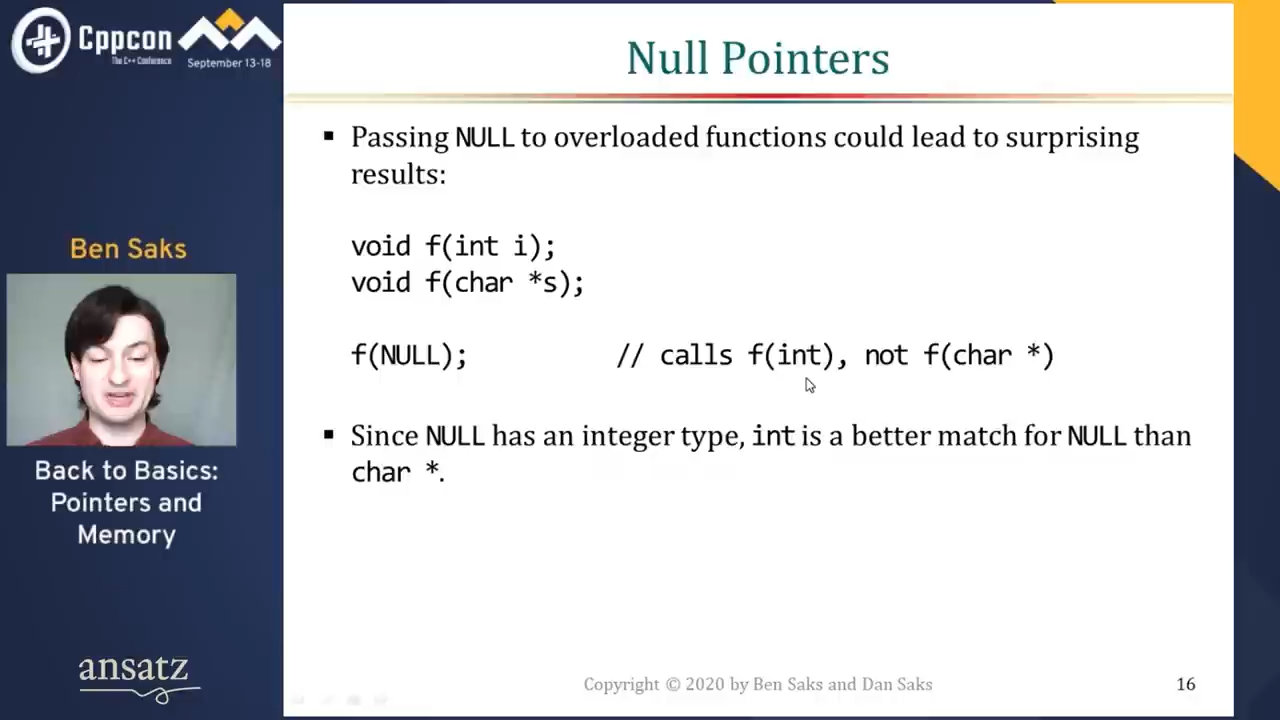 Cppcon
The C++ Conference
September 13-18
Ben Saks
Back to Basics:
Pointers and
Memory
ansatz
Null Pointers
▪ Passing NULL to overloaded functions could lead to surprising
results:
void f(int i);
void f(char *s);
f(NULL); // calls f(int), not f(char *)
▪ Since NULL has an integer type, int is a better match for NULL than
char *.
Copyright © 2020 by Ben Saks and Dan Saks
16